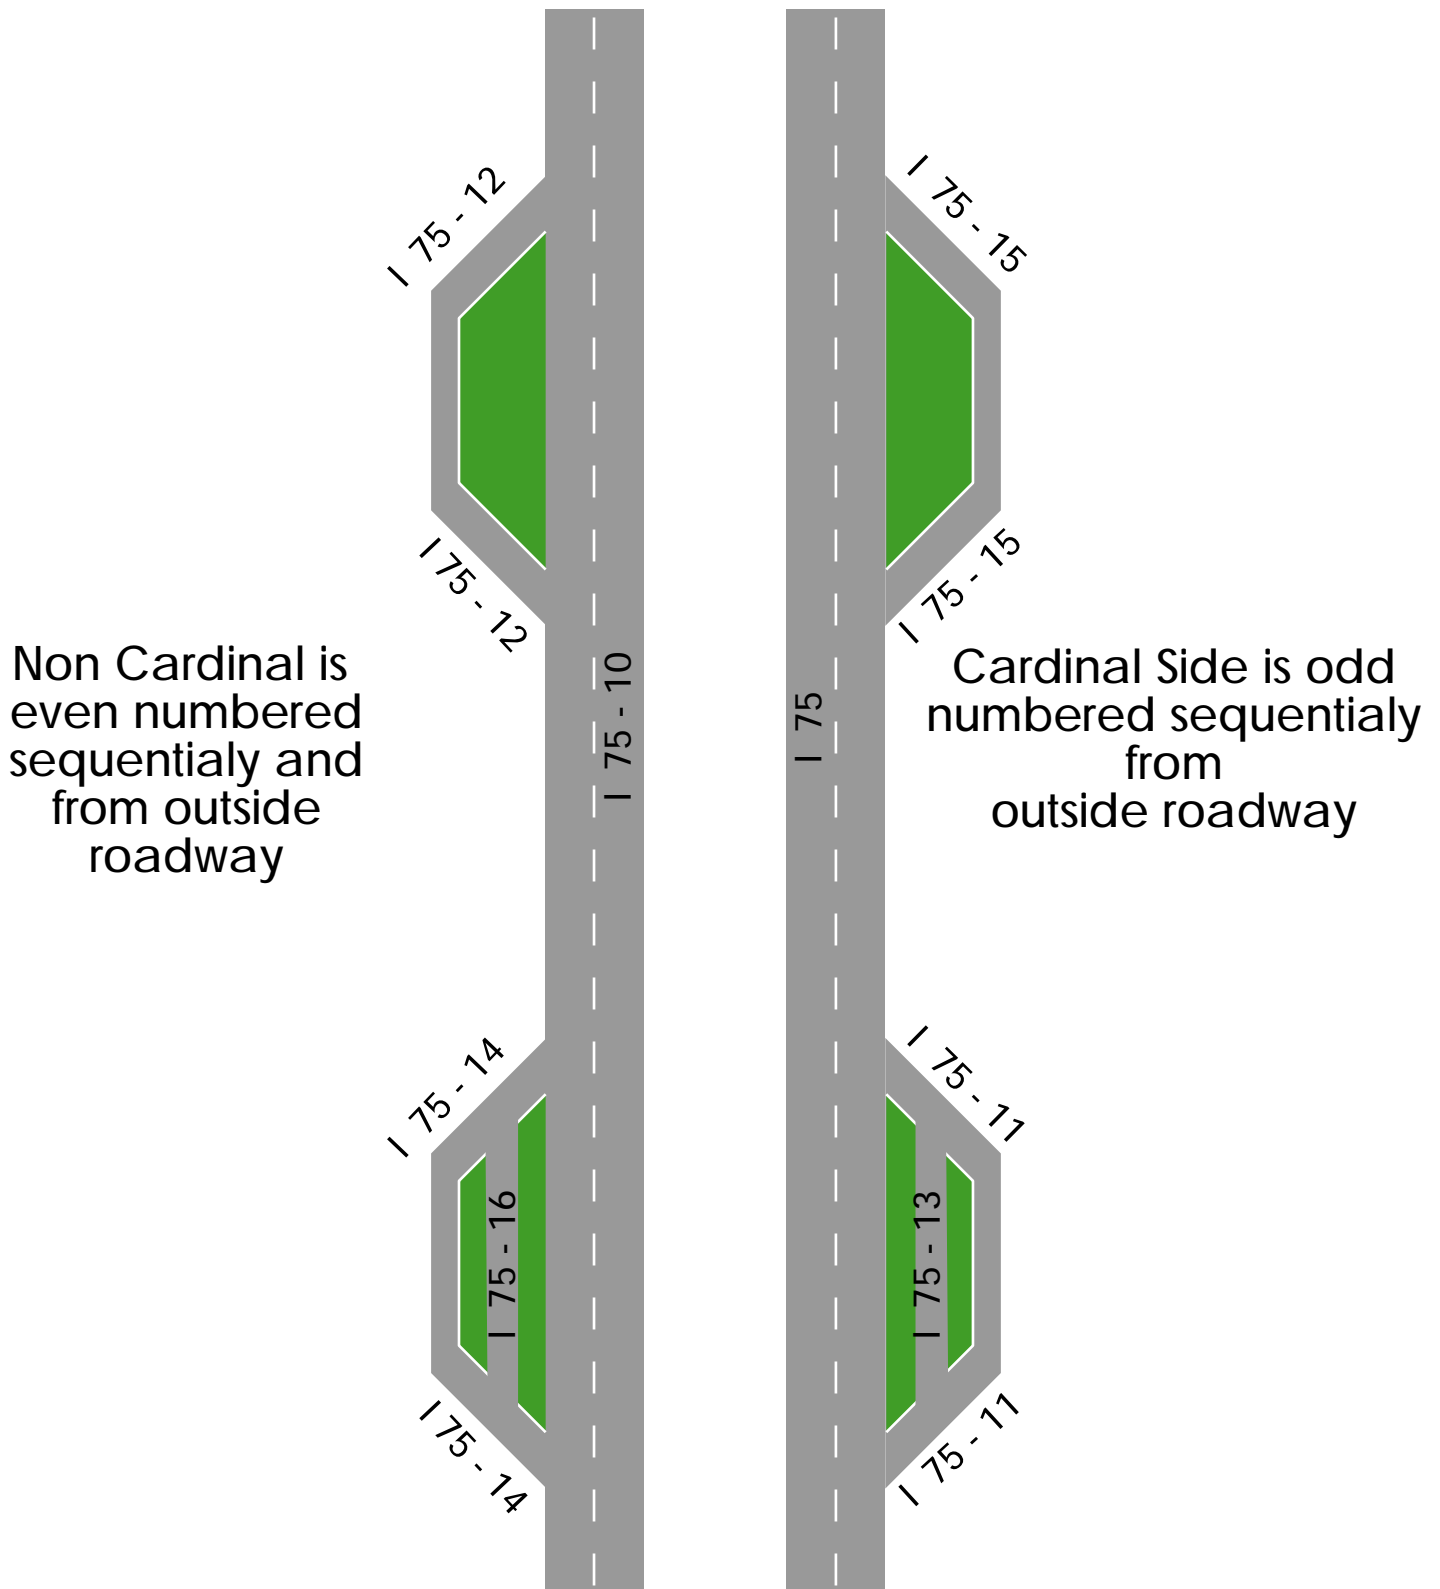 I 75 - 12
I 75 - 15
I 75 - 12
I 75 - 15
Non Cardinal is
even numbered
sequentialy and
from outside
roadway
I 75 - 10
I 75
Cardinal Side is odd
numbered sequentialy
from
outside roadway
I 75 - 14
I 75 - 11
I 75 - 16
I 75 - 13
I 75 - 14
I 75 - 11